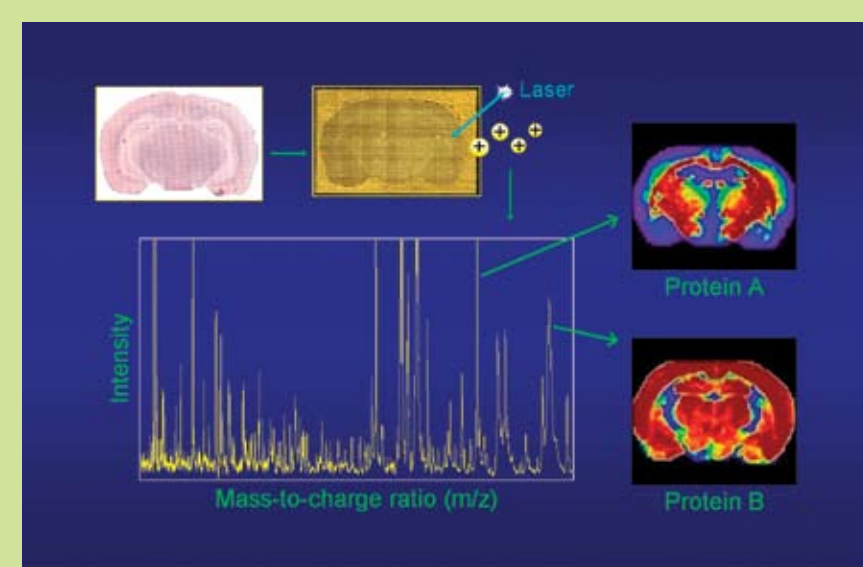 Laser
+ + + +
Protein A
Intensity
Mass-to-charge ratio (m/z)
Protein B